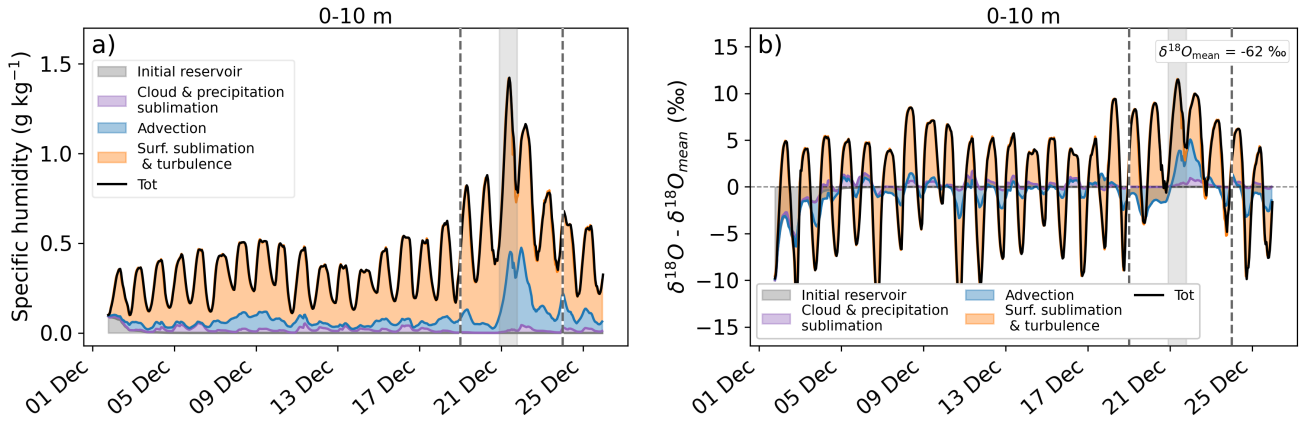 0-10 m
a)
Specific humidity (g kg⁻¹)
1.5
1.0
0.5
0.0
Initial reservoir
Cloud & precipitation
sublimation
Advection
Surf. sublimation
& turbulence
Tot
01 Dec
05 Dec
09 Dec
13 Dec
17 Dec
21 Dec
25 Dec
0-10 m
b)
δ¹⁸O_mean = -62 ‰
δ¹⁸O - δ¹⁸O_mean (‰)
15
10
5
0
−5
−10
−15
Initial reservoir
Cloud & precipitation
sublimation
Advection
Surf. sublimation
& turbulence
Tot
01 Dec
05 Dec
09 Dec
13 Dec
17 Dec
21 Dec
25 Dec